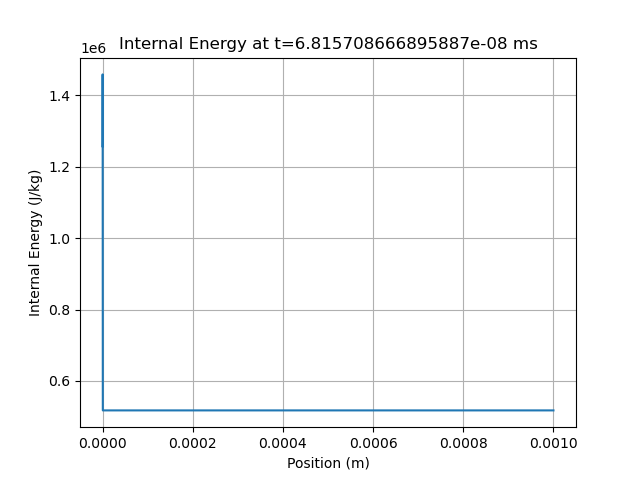 Internal Energy at t=6.815708666895887e-08 ms
1e6
1.4
1.2
1.0
0.8
0.6
Internal Energy (J/kg)
0.0000 0.0002 0.0004 0.0006 0.0008 0.0010
Position (m)